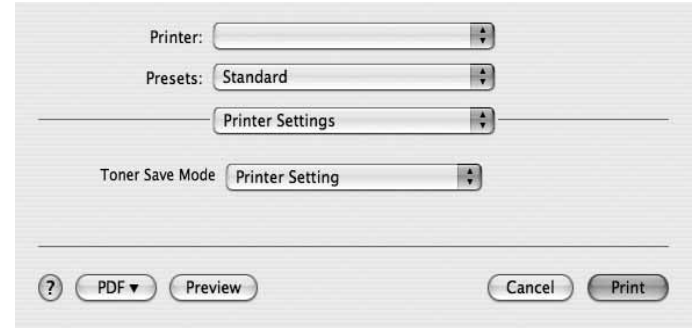 Printer:
Presets: Standard
Printer Settings
Toner Save Mode Printer Setting
? PDF ▼ Preview Cancel Print